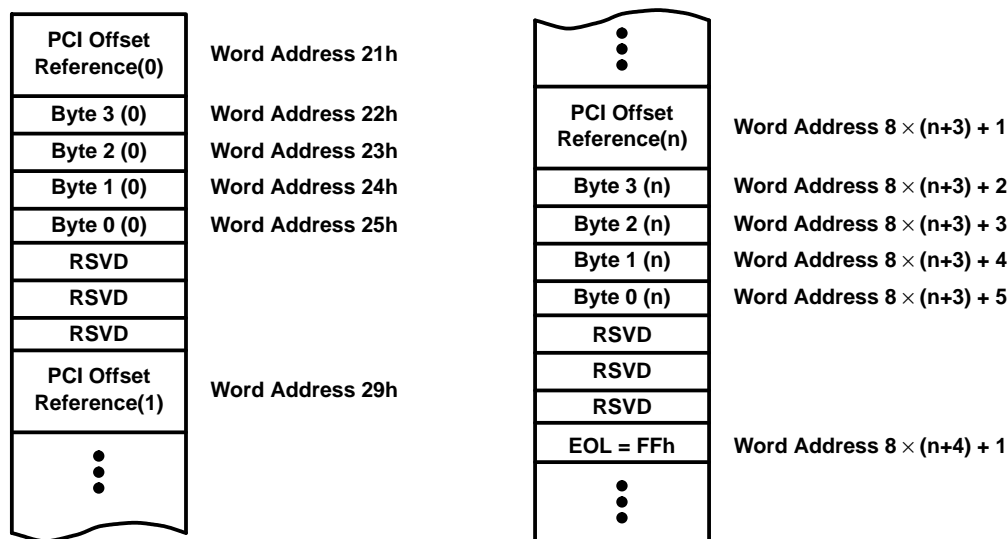 PCI Offset
Reference(0)
Word Address 21h
Byte 3 (0)
Word Address 22h
Byte 2 (0)
Word Address 23h
Byte 1 (0)
Word Address 24h
Byte 0 (0)
Word Address 25h
RSVD
RSVD
RSVD
PCI Offset
Reference(1)
Word Address 29h
PCI Offset
Reference(n)
Word Address 8 × (n+3) + 1
Byte 3 (n)
Word Address 8 × (n+3) + 2
Byte 2 (n)
Word Address 8 × (n+3) + 3
Byte 1 (n)
Word Address 8 × (n+3) + 4
Byte 0 (n)
Word Address 8 × (n+3) + 5
RSVD
RSVD
RSVD
EOL = FFh
Word Address 8 × (n+4) + 1